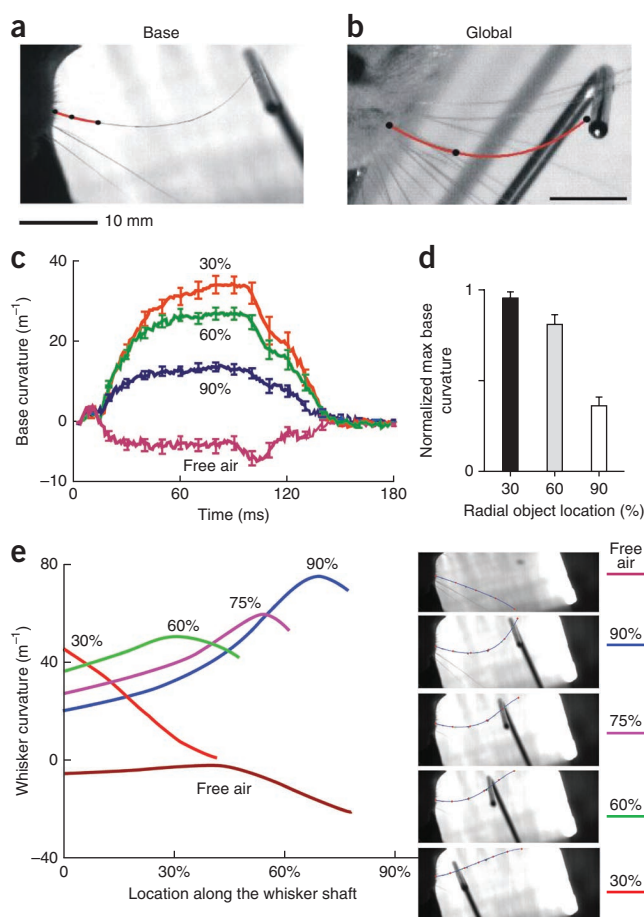 a
Base
b
Global
10 mm
c
40
20
0
–10
Base curvature (m⁻¹)
30%
60%
90%
Free air
0
60
120
180
Time (ms)
d
1
0
Normalized max base
curvature
30
60
90
Radial object location (%)
e
80
40
0
–40
Whisker curvature (m⁻¹)
30%
60%
75%
90%
Free air
0
30%
60%
90%
Location along the whisker shaft
Free
air
90%
75%
60%
30%